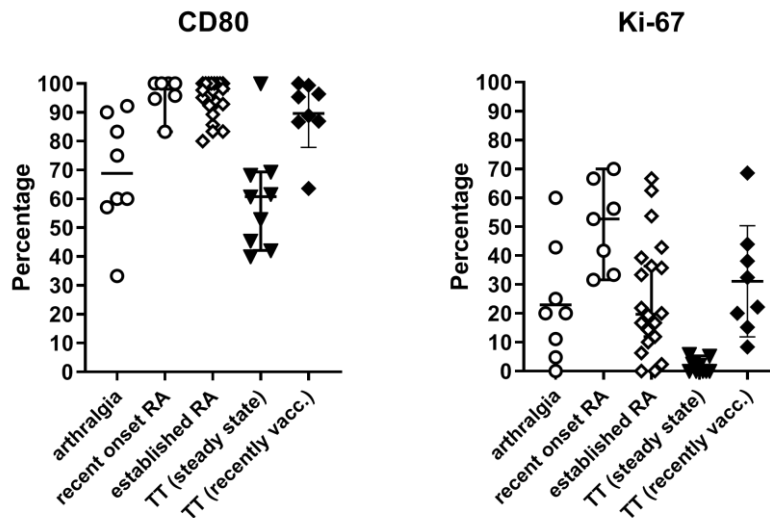 CD80
Percentage
100
90
80
70
60
50
40
30
20
10
0
arthralgia
recent onset RA
established RA
TT (steady state)
TT (recently vacc.)
Ki-67
Percentage
100
90
80
70
60
50
40
30
20
10
0
arthralgia
recent onset RA
established RA
TT (steady state)
TT (recently vacc.)